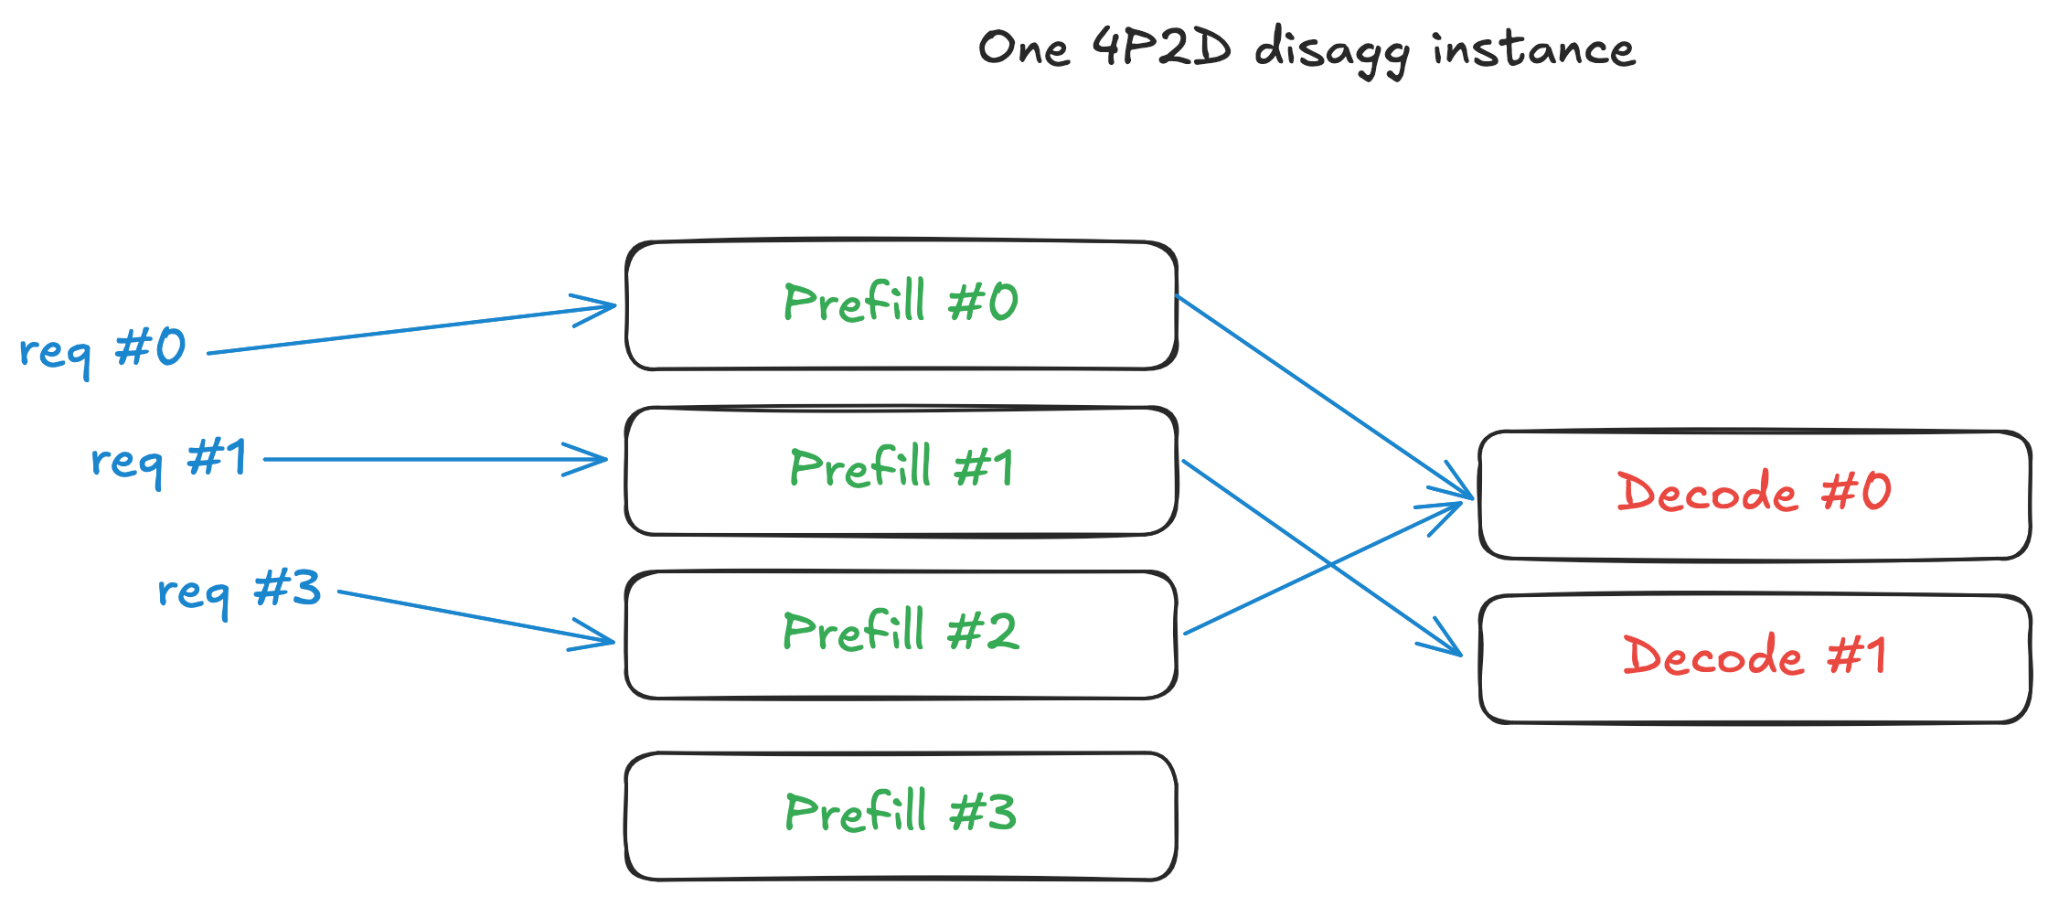 One 4P2D disagg instance
req #0
req #1
req #3
Prefill #0
Prefill #1
Prefill #2
Prefill #3
Decode #0
Decode #1